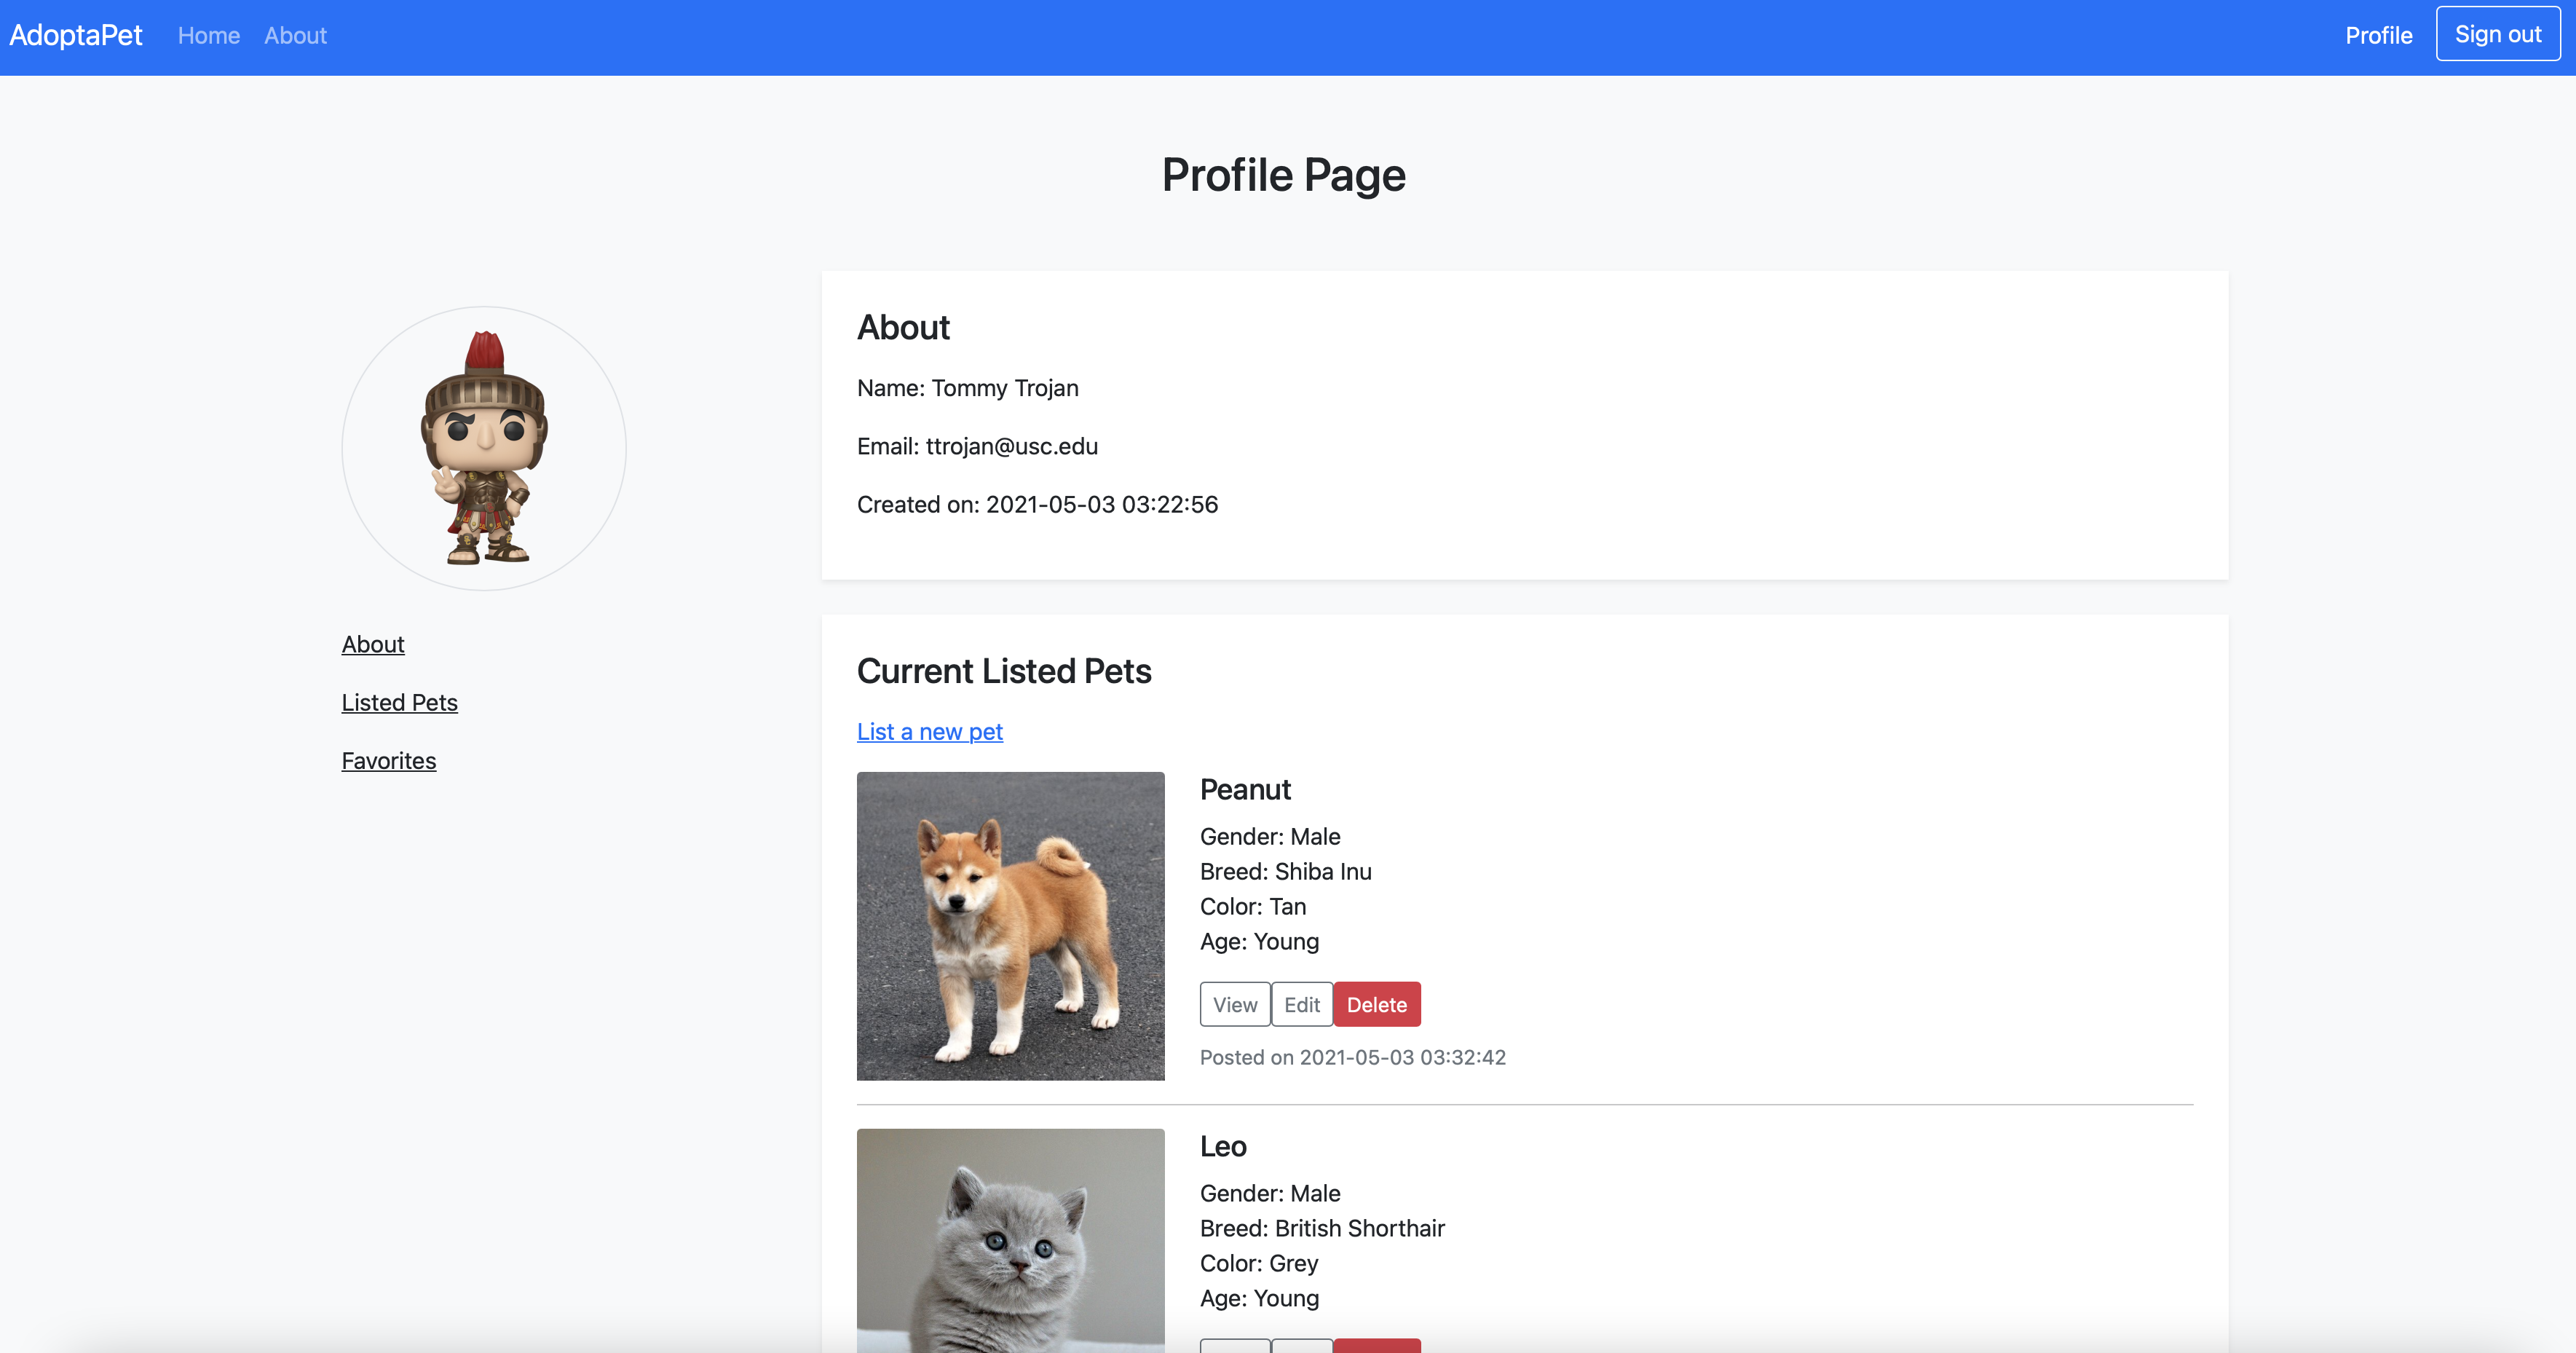 AdoptaPet Home About Profile Sign out
Profile Page
About
Name: Tommy Trojan
Email: ttrojan@usc.edu
Created on: 2021-05-03 03:22:56
About
Listed Pets
Favorites
Current Listed Pets
List a new pet
Peanut
Gender: Male
Breed: Shiba Inu
Color: Tan
Age: Young
View Edit Delete
Posted on 2021-05-03 03:32:42
Leo
Gender: Male
Breed: British Shorthair
Color: Grey
Age: Young